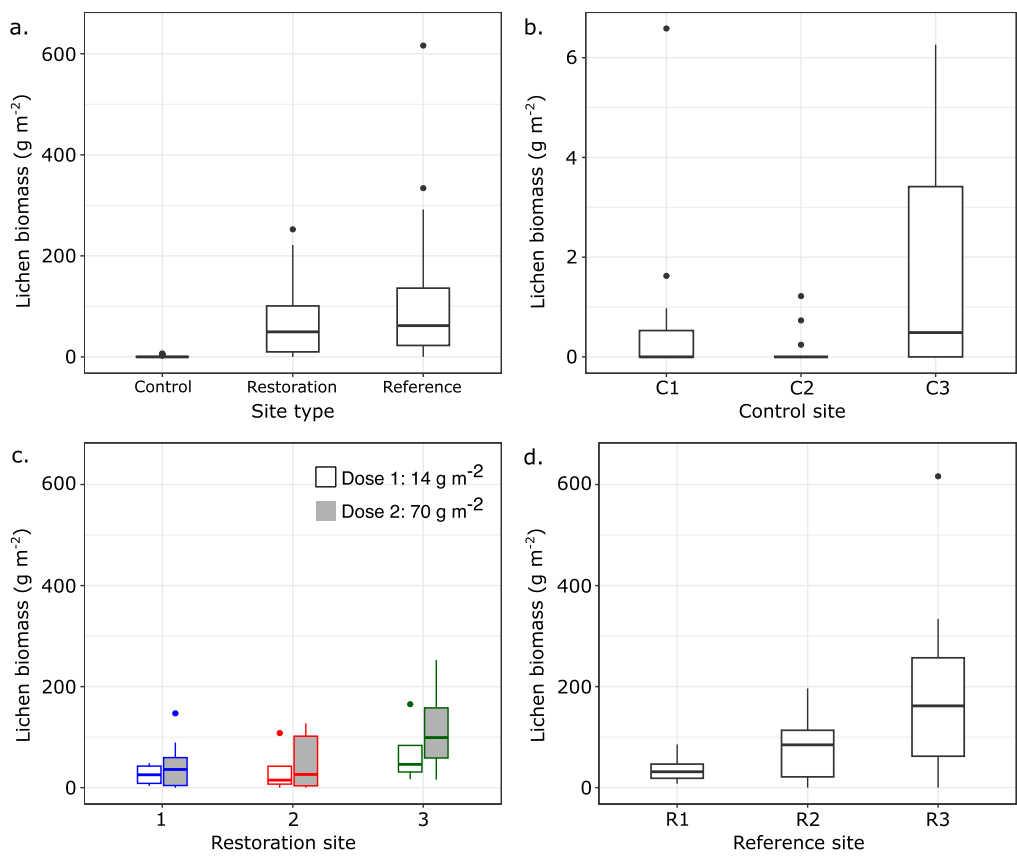 a.
Lichen biomass (g m-2)
600
400
200
0
Control Restoration Reference
Site type
b.
Lichen biomass (g m-2)
6
4
2
0
C1 C2 C3
Control site
c.
Lichen biomass (g m-2)
600
400
200
0
Dose 1: 14 g m-2
Dose 2: 70 g m-2
1 2 3
Restoration site
d.
Lichen biomass (g m-2)
600
400
200
0
R1 R2 R3
Reference site